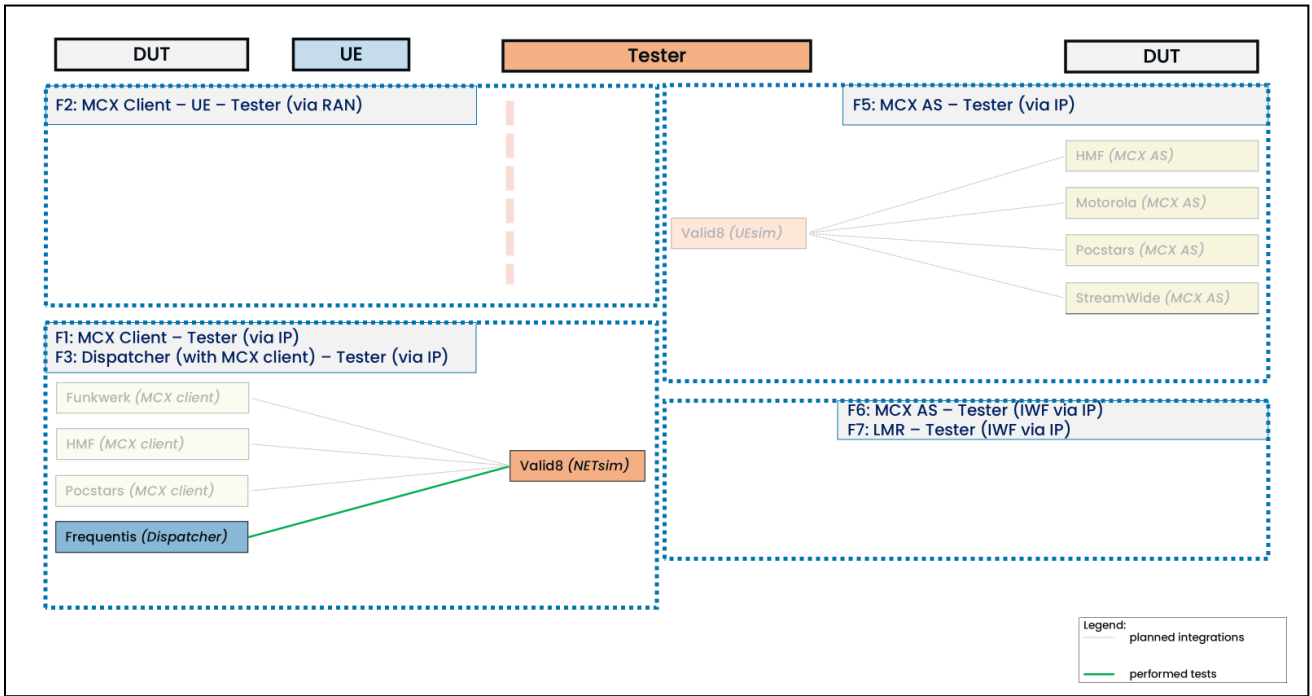 DUT
UE
Tester
DUT
F2: MCX Client – UE – Tester (via RAN)
F5: MCX AS – Tester (via IP)
HMF (MCX AS)
Motorola (MCX AS)
Valid8 (UEsim)
Pocstars (MCX AS)
StreamWide (MCX AS)
F1: MCX Client – Tester (via IP)
F3: Dispatcher (with MCX client) – Tester (via IP)
Funkwerk (MCX client)
HMF (MCX client)
Pocstars (MCX client)
Frequentis (Dispatcher)
Valid8 (NETsim)
F6: MCX AS – Tester (IWF via IP)
F7: LMR – Tester (IWF via IP)
Legend:
planned integrations
performed tests